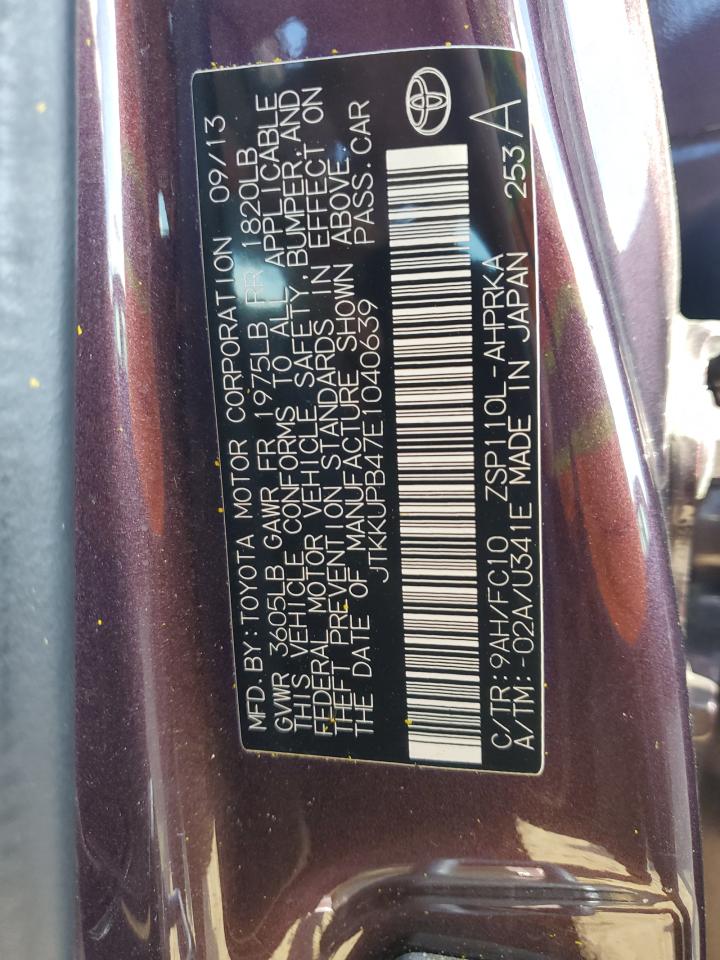 MFD. BY: TOYOTA MOTOR CORPORATION 09/13
GVWR 3605LB GAWR FR 1975LB RR 1820LB
THIS VEHICLE CONFORMS TO ALL APPLICABLE
FEDERAL MOTOR VEHICLE SAFETY, BUMPER, AND
THEFT PREVENTION STANDARDS IN EFFECT ON
THE DATE OF MANUFACTURE SHOWN ABOVE.
JTKKUPB47E1040639 PASS. CAR
C/TR: 9AH/FC10 ZSP110L-AHPRKA 253
A/TM: -02A/U341E MADE IN JAPAN A